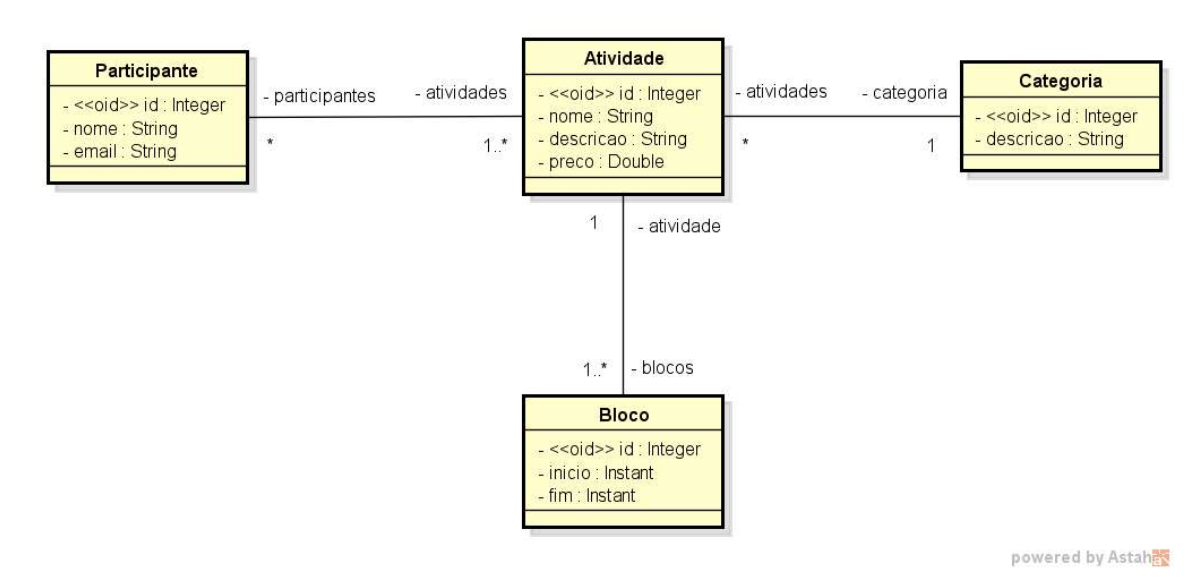 Participante
- <<oid>> id : Integer
- nome : String
- email : String
- participantes
*
- atividades
1..*
Atividade
- <<oid>> id : Integer
- nome : String
- descricao : String
- preco : Double
- atividades
*
- categoria
1
Categoria
- <<oid>> id : Integer
- descricao : String
1
- atividade
1..*
- blocos
Bloco
- <<oid>> id : Integer
- inicio : Instant
- fim : Instant
powered by Astah